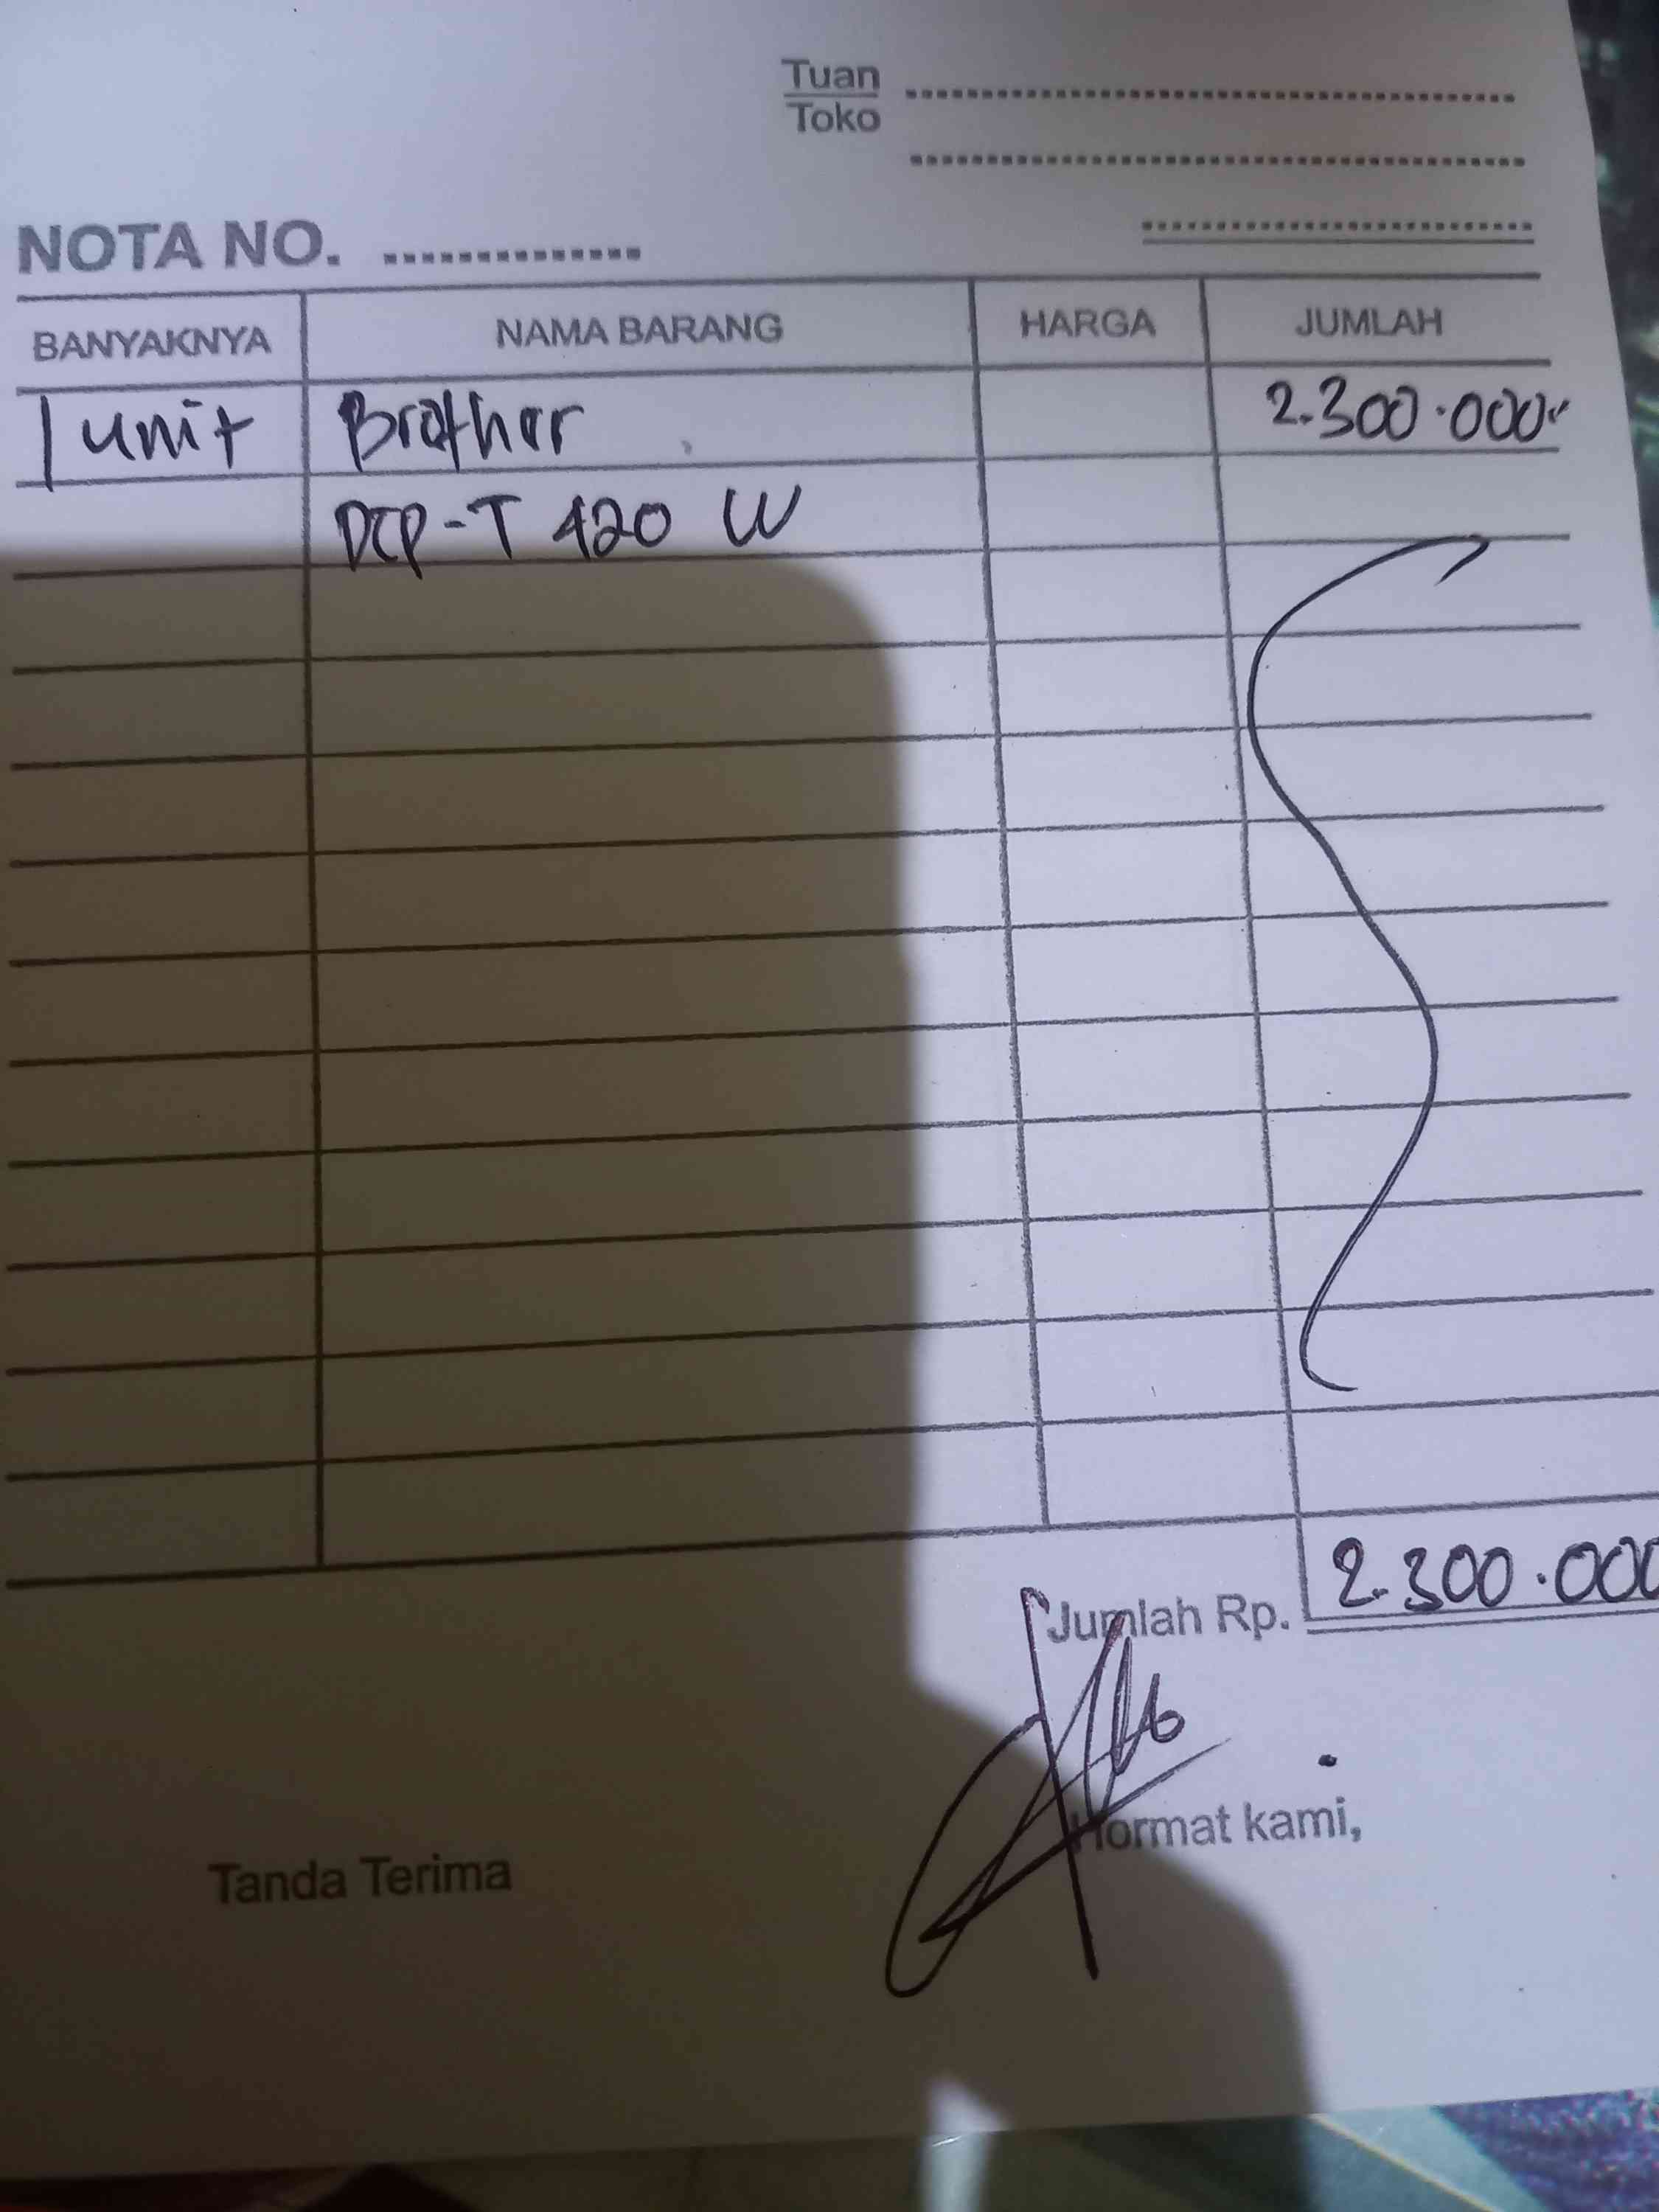 Tuan
Toko
NOTA NO.
BANYAKNYA NAMA BARANG HARGA JUMLAH
1 unit Brother 2.300.000
DCP-T 420 W
Jumlah Rp. 2.300.000
Tanda Terima Hormat kami,